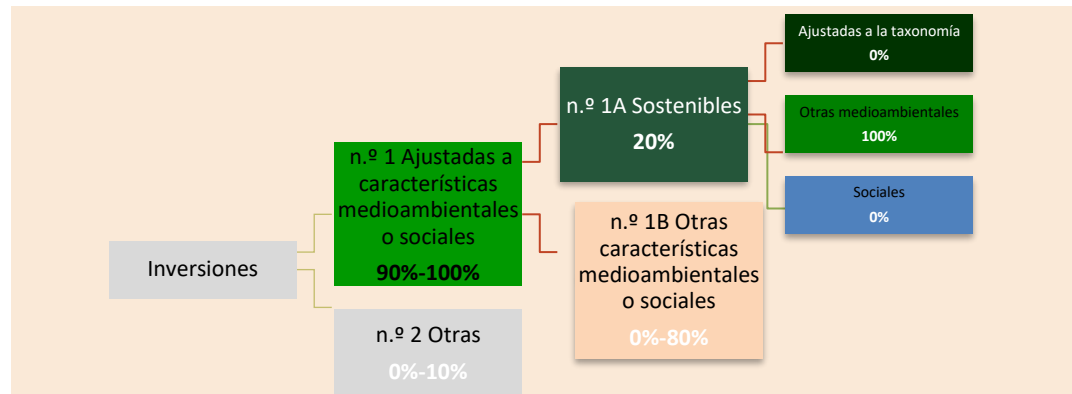 Inversiones
n.º 1 Ajustadas a
características
medioambientales
o sociales
90%-100%
n.º 2 Otras
0%-10%
n.º 1A Sostenibles
20%
n.º 1B Otras
características
medioambientales
o sociales
0%-80%
Ajustadas a la taxonomía
0%
Otras medioambientales
100%
Sociales
0%